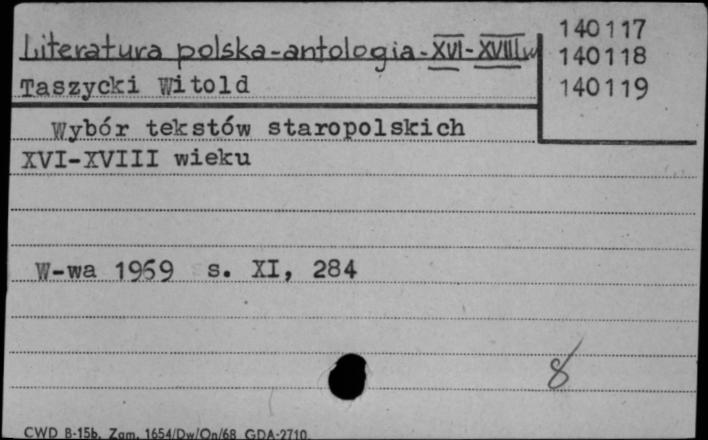 Literatura polska-antologia-XVI-XVIII w
140117
140118
140119
Taszycki Witold
Wybór tekstów staropolskich
XVI-XVIII wieku
W-wa 1969 s. XI, 284
8
CWD B-15b. Zam. 1654/Dw/On/68 GDA-2710